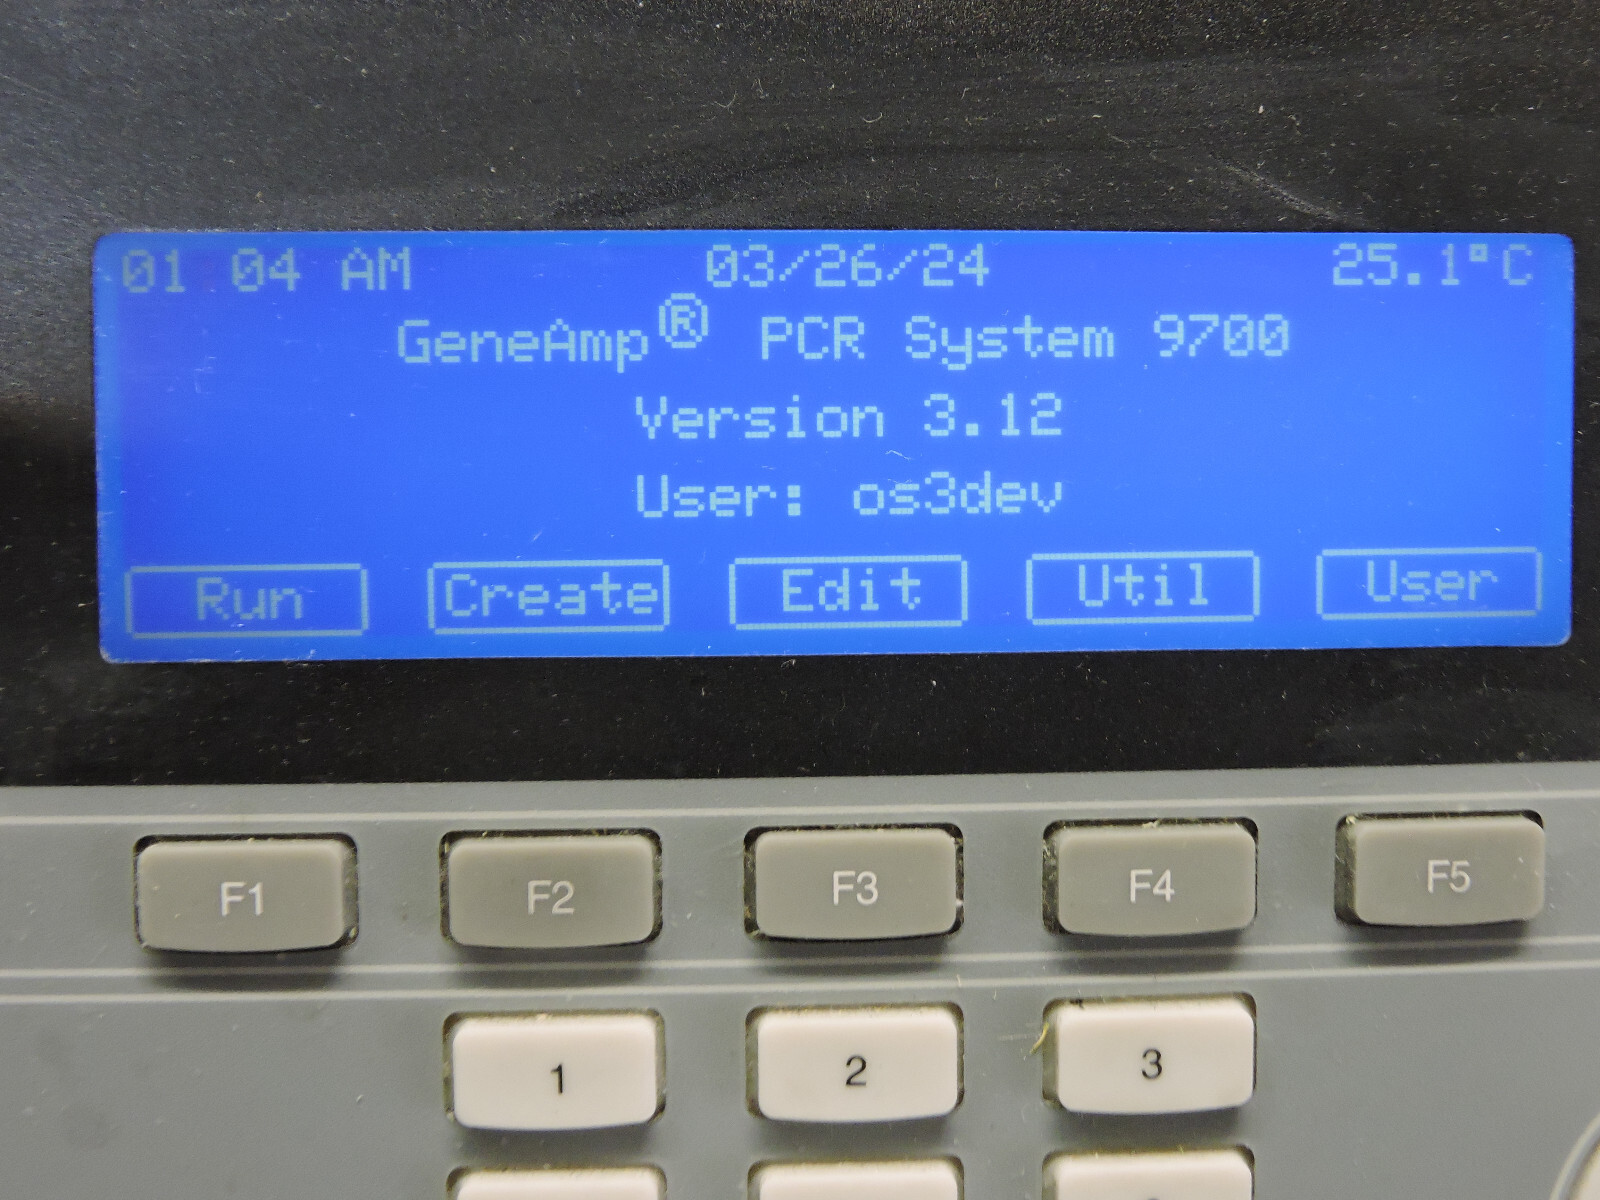 01 04 AM 03/26/24 25.1°C
GeneAmp® PCR System 9700
Version 3.12
User: os3dev
Run Create Edit Util User
F1 F2 F3 F4 F5
1 2 3